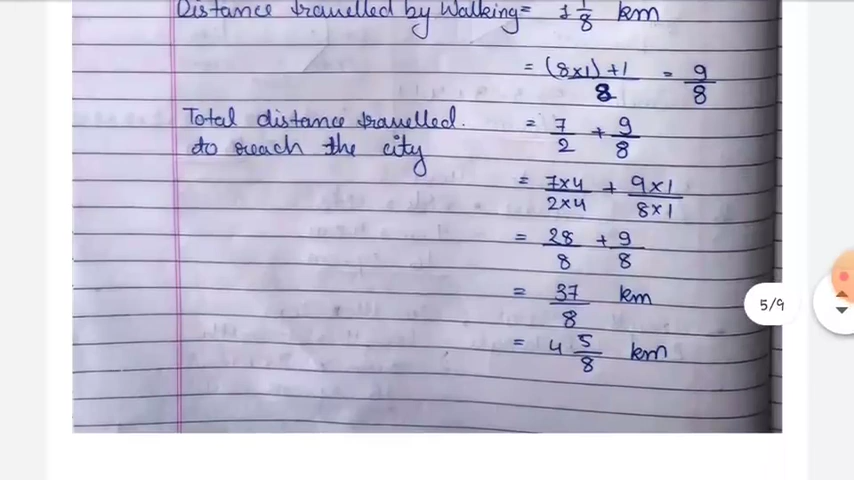 Distance travelled by Walking = 1 1/8 km
= (8×1)+1/8 = 9/8
Total distance travelled. = 7/2 + 9/8
to reach the city
= 7×4/2×4 + 9×1/8×1
= 28/8 + 9/8
= 37/8 km
5/9
= 4 5/8 km